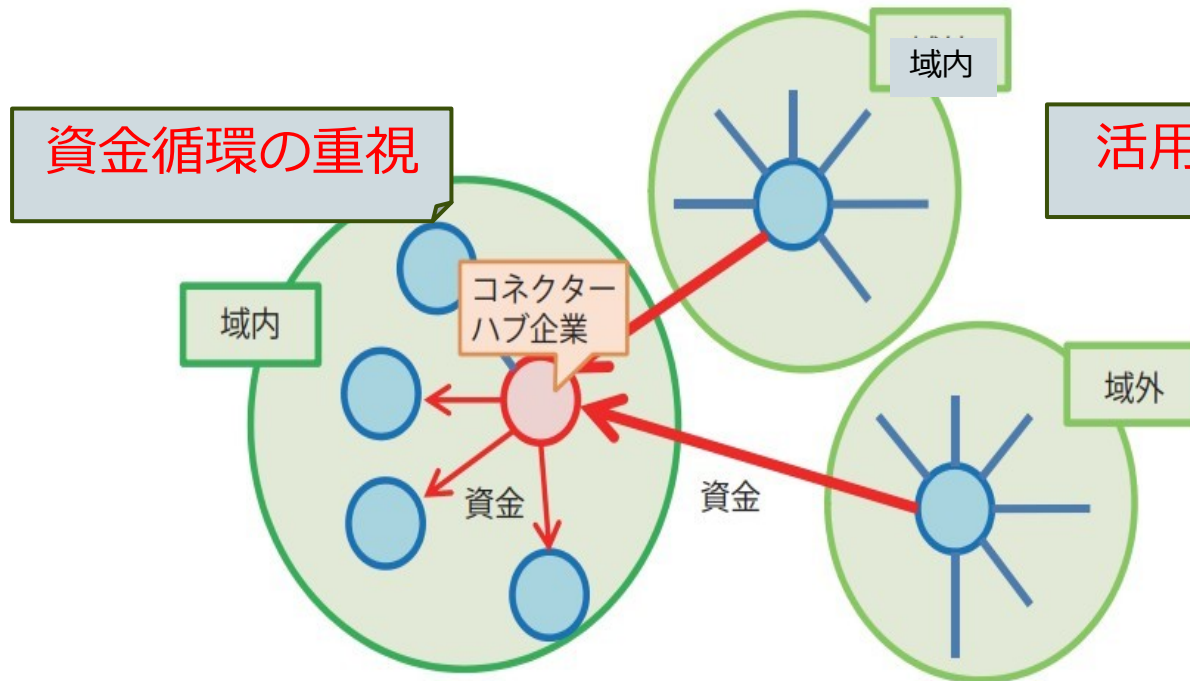 域内
資金循環の重視
活用
コネクター
ハブ企業
域内
域外
資金
資金